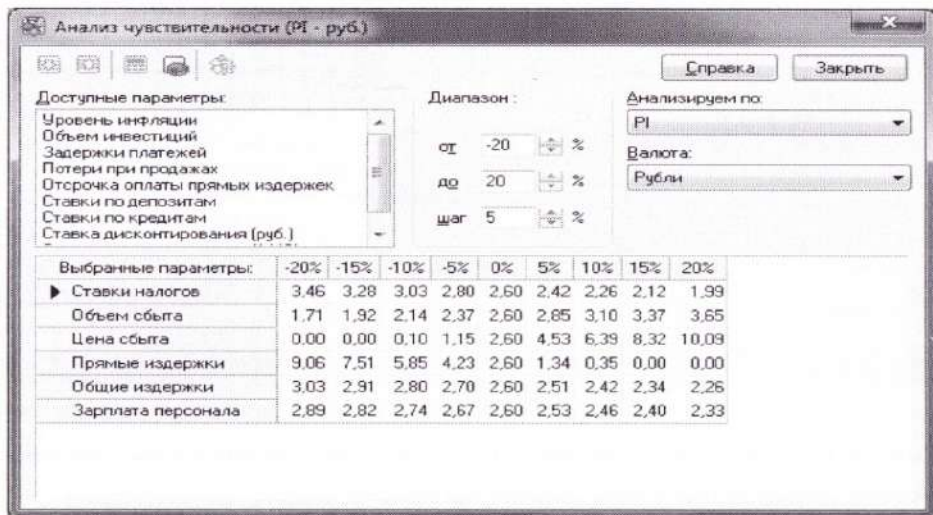 Анализ чувствительности (PI - руб.)
Справка Закрыть
Доступные параметры: Диапазон : Анализируем по:
Уровень инфляции
Объем инвестиций
Задержки платежей
Потери при продажах
Отсрочка оплаты прямых издержек
Ставки по депозитам
Ставки по кредитам
Ставка дисконтирования (руб.)
от -20 %
до 20 %
шаг 5 %
PI
Валюта:
Рубли
Выбранные параметры: -20% -15% -10% -5% 0% 5% 10% 15% 20%
Ставки налогов 3,46 3,28 3,03 2,80 2,60 2,42 2,26 2,12 1,99
Объем сбыта 1,71 1,92 2,14 2,37 2,60 2,85 3,10 3,37 3,65
Цена сбыта 0,00 0,00 0,10 1,15 2,60 4,53 6,39 8,32 10,09
Прямые издержки 9,06 7,51 5,85 4,23 2,60 1,34 0,35 0,00 0,00
Общие издержки 3,03 2,91 2,80 2,70 2,60 2,51 2,42 2,34 2,26
Зарплата персонала 2,89 2,82 2,74 2,67 2,60 2,53 2,46 2,40 2,33